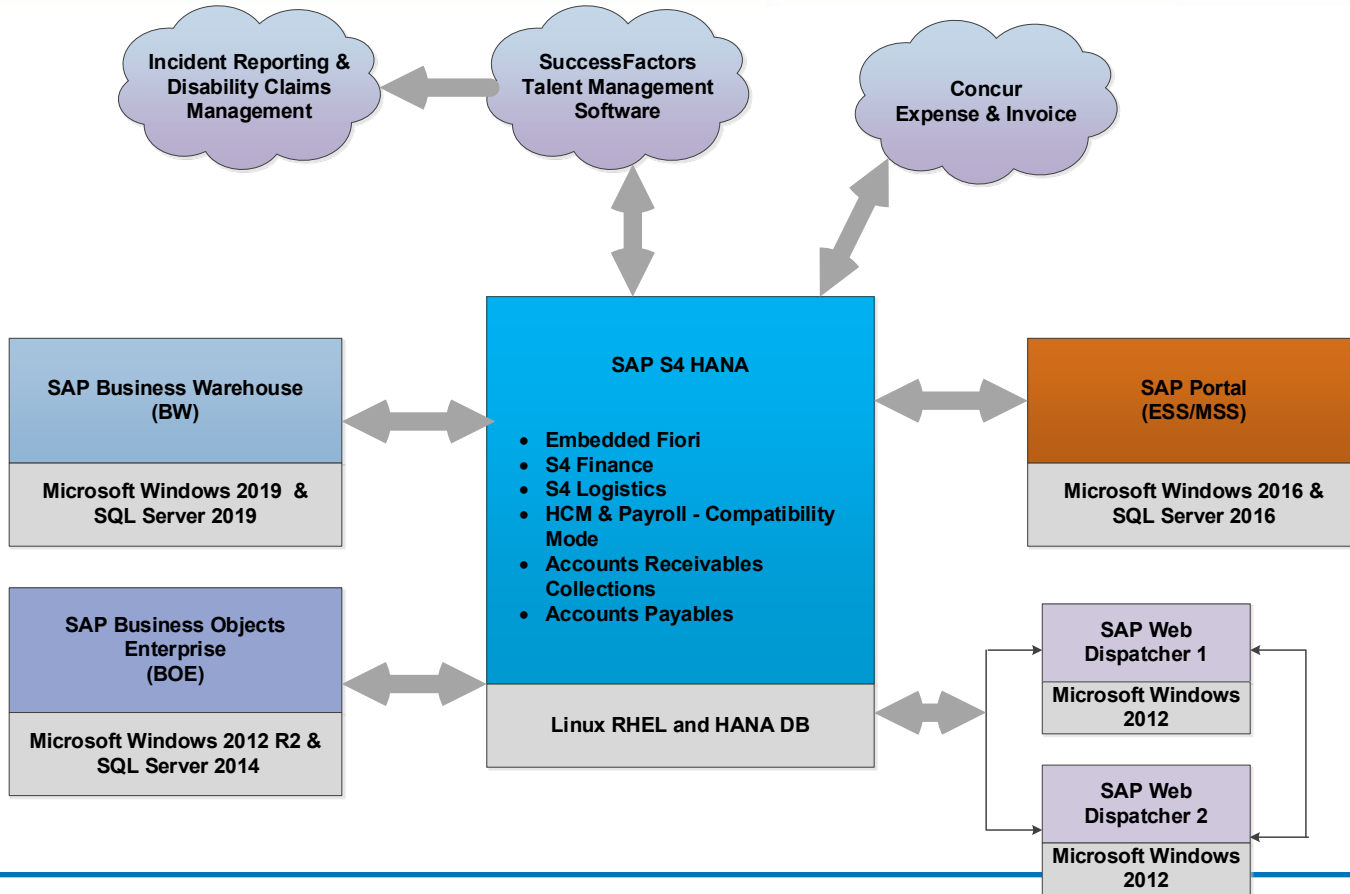 Incident Reporting &
Disability Claims
Management
SuccessFactors
Talent Management
Software
Concur
Expense & Invoice
SAP Business Warehouse
(BW)
Microsoft Windows 2019 &
SQL Server 2019
SAP Business Objects
Enterprise
(BOE)
Microsoft Windows 2012 R2 &
SQL Server 2014
SAP S4 HANA
• Embedded Fiori
• S4 Finance
• S4 Logistics
• HCM & Payroll - Compatibility
Mode
• Accounts Receivables
Collections
• Accounts Payables
Linux RHEL and HANA DB
SAP Portal
(ESS/MSS)
Microsoft Windows 2016 &
SQL Server 2016
SAP Web
Dispatcher 1
Microsoft Windows
2012
SAP Web
Dispatcher 2
Microsoft Windows
2012